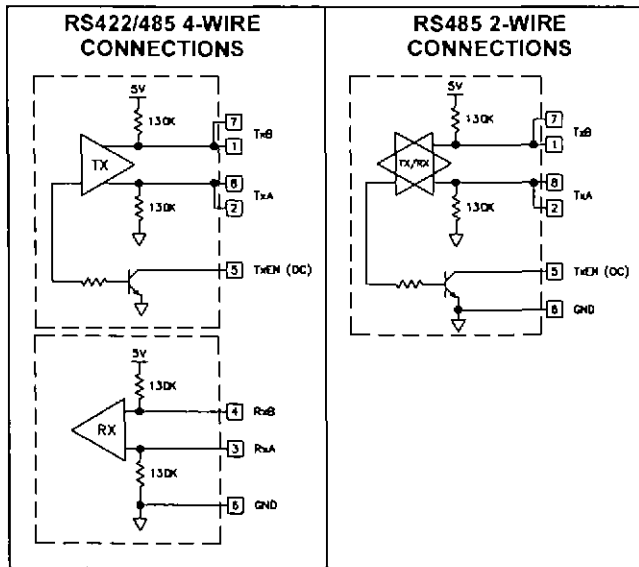 RS422/485 4-WIRE
CONNECTIONS
5V
130K
7
TxB
1
TX
8
TxA
2
130K
5 TxEN (OC)
5V
130K
4 RxB
RX
3 RxA
130K
6 GND
RS485 2-WIRE
CONNECTIONS
5V
130K
7
TxB
1
TX/RX
8
TxA
2
130K
5 TxEN (OC)
6 GND